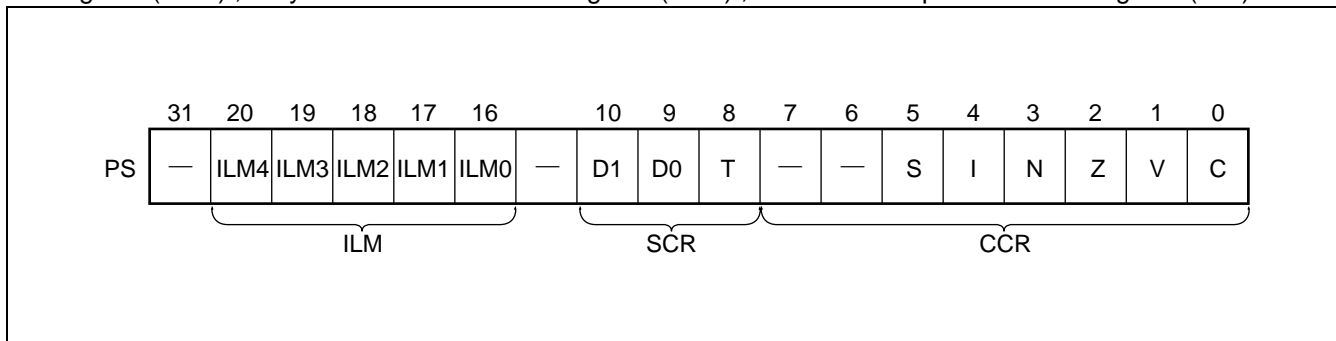 31 20 19 18 17 16 10 9 8 7 6 5 4 3 2 1 0
PS — ILM4 ILM3 ILM2 ILM1 ILM0 — D1 D0 T — — S I N Z V C
ILM SCR CCR